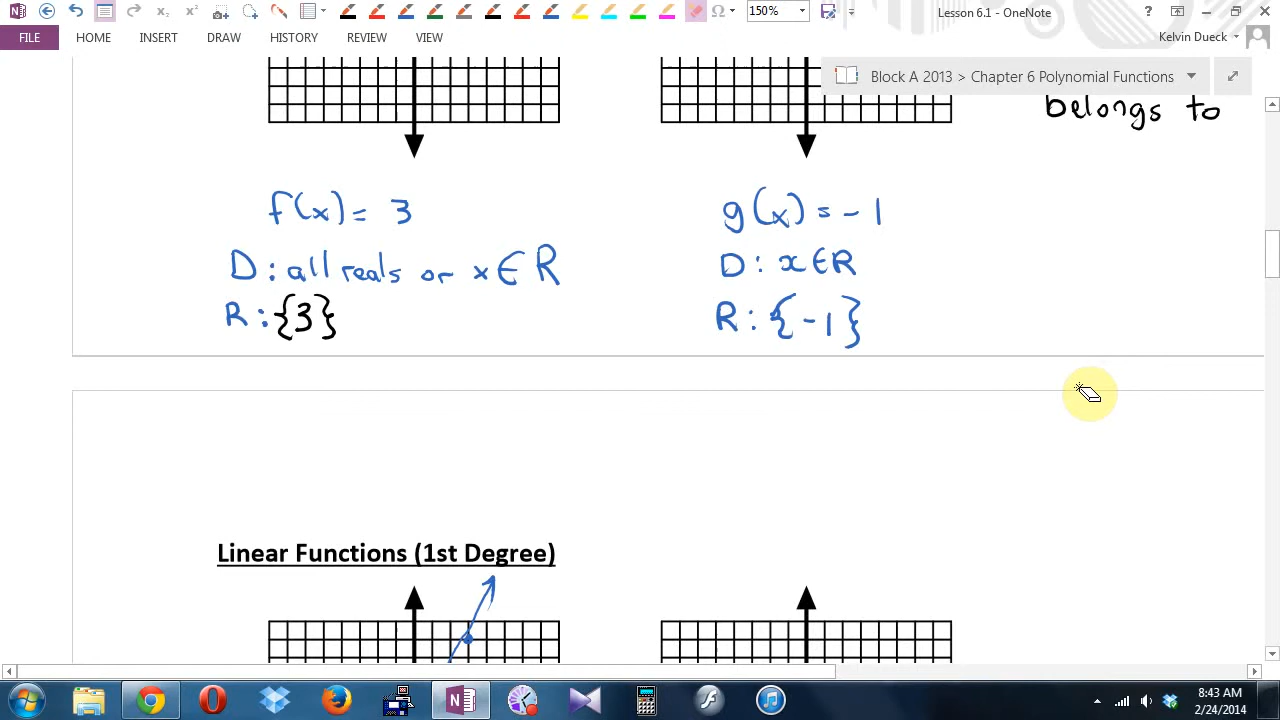 150%
Lesson 6.1 - OneNote
FILE
HOME
INSERT
DRAW
HISTORY
REVIEW
VIEW
Kelvin Dueck
Block A 2013 > Chapter 6 Polynomial Functions
belongs to
f(x) = 3
g(x) = -1
D: all reals or x ∈ R
D: x ∈ R
R: {3}
R: {-1}
Linear Functions (1st Degree)
8:43 AM
2/24/2014